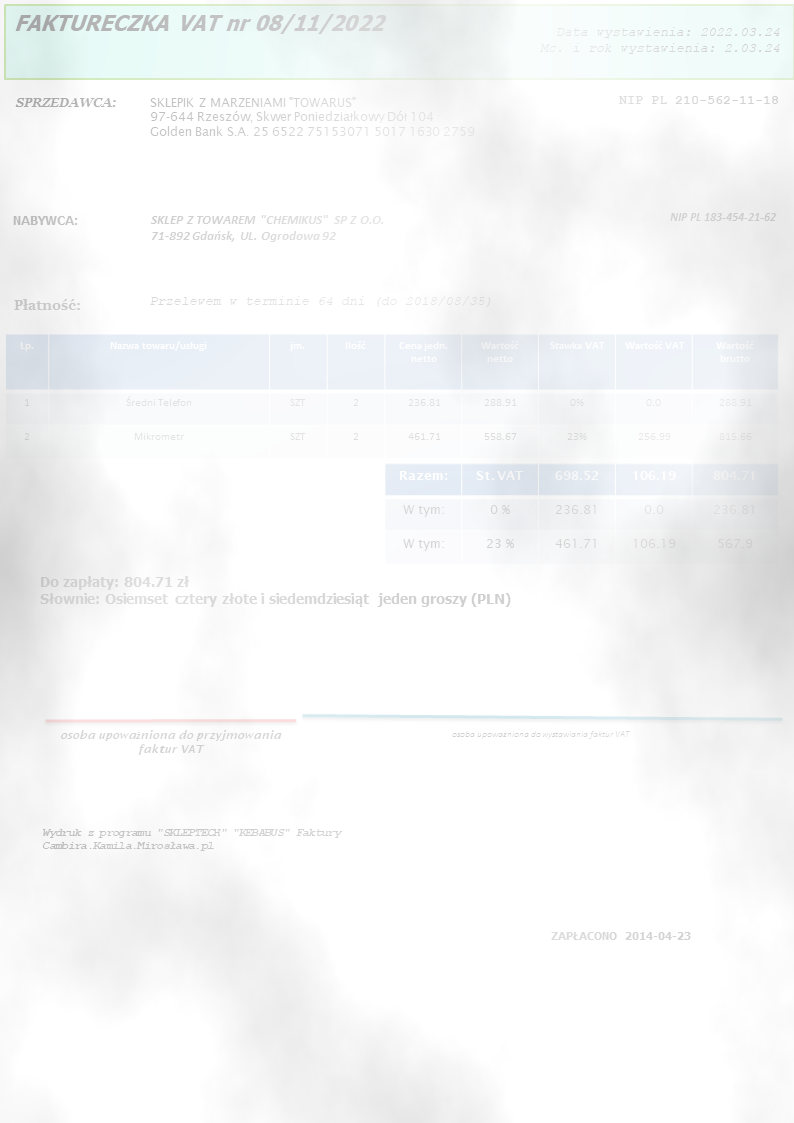 FAKTURECZKA VAT nr 08/11/2022
Data wystawienia: 2022.03.24
Mc. i rok wystawienia: 2.03.24
SPRZEDAWCA: SKLEPIK Z MARZENIAMI "TOWARUS" NIP PL 210-562-11-18
97-644 Rzeszów, Skwer Poniedziałkowy Dół 104
Golden Bank S.A. 25 6522 75153071 5017 1630 2759
NABYWCA: SKLEP Z TOWAREM "CHEMIKUS" SP Z O.O. NIP PL 183-454-21-62
71-892 Gdańsk, UL. Ogrodowa 92
Płatność: Przelewem w terminie 64 dni (do 2018/08/35)
Lp. Nazwa towaru/usługi jm. Ilość Cena jedn. netto Wartość netto Stawka VAT Wartość VAT Wartość brutto
1 Średni Telefon SZT 2 236.81 288.91 0% 0.0 288.91
2 Mikrometr SZT 2 461.71 558.67 23% 256.99 815.66
Razem: St. VAT 698.52 106.19 804.71
W tym: 0 % 236.81 0.0 236.81
W tym: 23 % 461.71 106.19 567.9
Do zapłaty: 804.71 zł
Słownie: Osiemset cztery złote i siedemdziesiąt jeden groszy (PLN)
osoba upoważniona do przyjmowania
faktur VAT
osoba upoważniona do wystawiania faktur VAT
Wydruk z programu "SKLEPTECH" "KEBABUS" Faktury
Cambira.Kamila.Mirosława.pl
ZAPŁACONO 2014-04-23